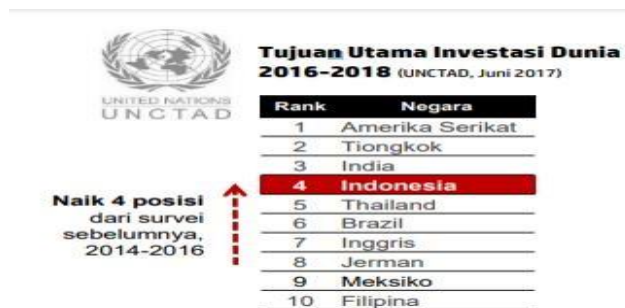 UNITED NATIONS
UNCTAD
Tujuan Utama Investasi Dunia
2016-2018 (UNCTAD, Juni 2017)
Rank Negara
1 Amerika Serikat
2 Tiongkok
3 India
4 Indonesia
5 Thailand
6 Brazil
7 Inggris
8 Jerman
9 Meksiko
10 Filipina
Naik 4 posisi
dari survei
sebelumnya,
2014-2016